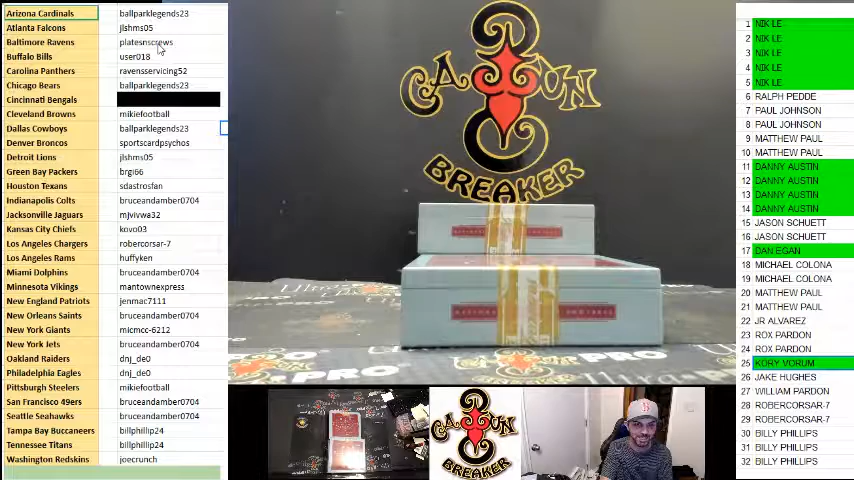 Arizona Cardinals ballparklegends23
Atlanta Falcons jlshms05
Baltimore Ravens platesnscrews
Buffalo Bills user018
Carolina Panthers ravensservicing52
Chicago Bears ballparklegends23
Cincinnati Bengals
Cleveland Browns mikiefootball
Dallas Cowboys ballparklegends23
Denver Broncos sportscardpsychos
Detroit Lions jlshms05
Green Bay Packers brgi66
Houston Texans sdastrosfan
Indianapolis Colts bruceandamber0704
Jacksonville Jaguars mjvivwa32
Kansas City Chiefs kovo03
Los Angeles Chargers robercorsar-7
Los Angeles Rams huffyken
Miami Dolphins bruceandamber0704
Minnesota Vikings mantownexpress
New England Patriots jenmac7111
New Orleans Saints bruceandamber0704
New York Giants micmcc-6212
New York Jets bruceandamber0704
Oakland Raiders dnj_de0
Philadelphia Eagles dnj_de0
Pittsburgh Steelers mikiefootball
San Francisco 49ers bruceandamber0704
Seattle Seahawks bruceandamber0704
Tampa Bay Buccaneers billphillip24
Tennessee Titans billphillip24
Washington Redskins joecrunch
CAJUN
BREAKER
PRO
CAJUN
BREAKER
1 NIK LE
2 NIK LE
3 NIK LE
4 NIK LE
5 NIK LE
6 RALPH PEDDE
7 PAUL JOHNSON
8 PAUL JOHNSON
9 MATTHEW PAUL
10 MATTHEW PAUL
11 DANNY AUSTIN
12 DANNY AUSTIN
13 DANNY AUSTIN
14 DANNY AUSTIN
15 JASON SCHUETT
16 JASON SCHUETT
17 DAN EGAN
18 MICHAEL COLONA
19 MICHAEL COLONA
20 MATTHEW PAUL
21 MATTHEW PAUL
22 JR ALVAREZ
23 ROX PARDON
24 ROX PARDON
25 KORY VORUM
26 JAKE HUGHES
27 WILLIAM PARDON
28 ROBERCORSAR-7
29 ROBERCORSAR-7
30 BILLY PHILLIPS
31 BILLY PHILLIPS
32 BILLY PHILLIPS